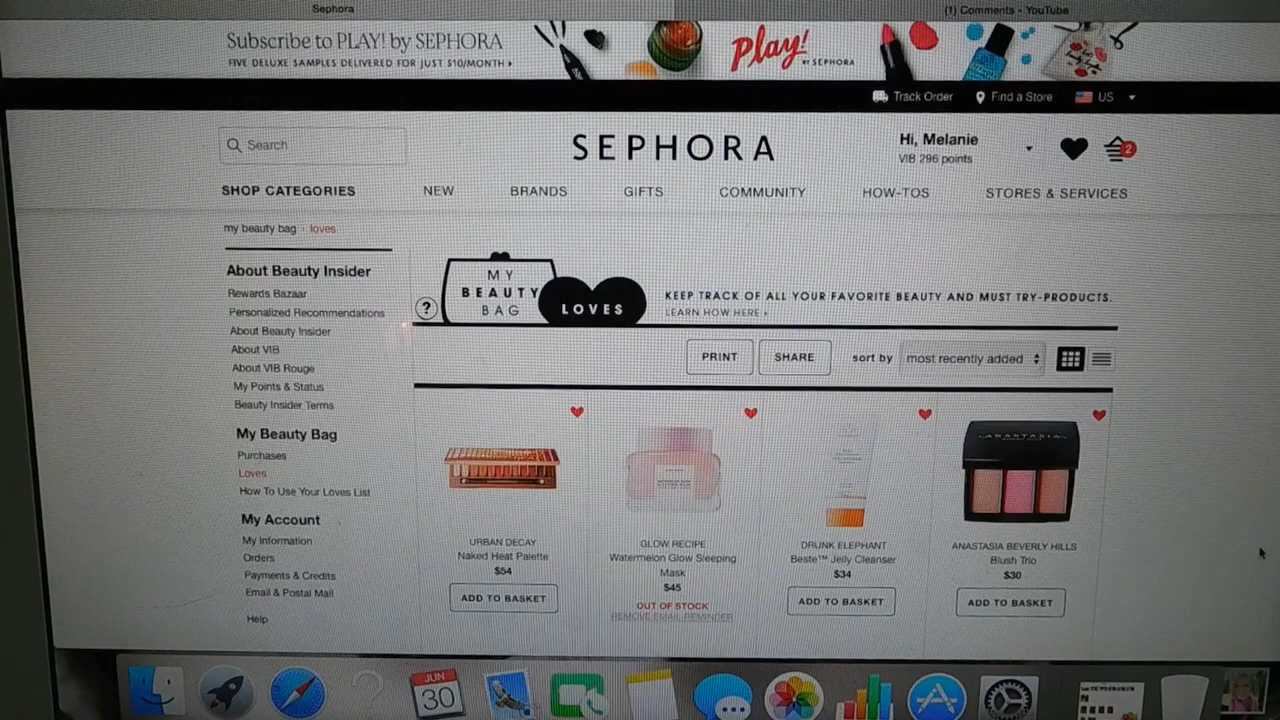 Sephora
(1) Comments - YouTube
Subscribe to PLAY! by SEPHORA
FIVE DELUXE SAMPLES DELIVERED FOR JUST $10/MONTH
Play!
BY SEPHORA
Track Order
Find a Store
US
Search
SEPHORA
Hi, Melanie
VIB 296 points
2
SHOP CATEGORIES
NEW
BRANDS
GIFTS
COMMUNITY
HOW-TOS
STORES & SERVICES
my beauty bag · loves
About Beauty Insider
Rewards Bazaar
Personalized Recommendations
About Beauty Insider
About VIB
About VIB Rouge
My Points & Status
Beauty Insider Terms
My Beauty Bag
Purchases
Loves
How To Use Your Loves List
My Account
My Information
Orders
Payments & Credits
Email & Postal Mail
Help
?
MY
BEAUTY
BAG
LOVES
KEEP TRACK OF ALL YOUR FAVORITE BEAUTY AND MUST TRY-PRODUCTS.
LEARN HOW HERE
PRINT
SHARE
sort by
most recently added
URBAN DECAY
Naked Heat Palette
$54
ADD TO BASKET
GLOW RECIPE
Watermelon Glow Sleeping
Mask
$45
OUT OF STOCK
REMOVE EMAIL REMINDER
DRUNK ELEPHANT
Beste™ Jelly Cleanser
$34
ADD TO BASKET
ANASTASIA
ANASTASIA BEVERLY HILLS
Blush Trio
$30
ADD TO BASKET
JUN
30